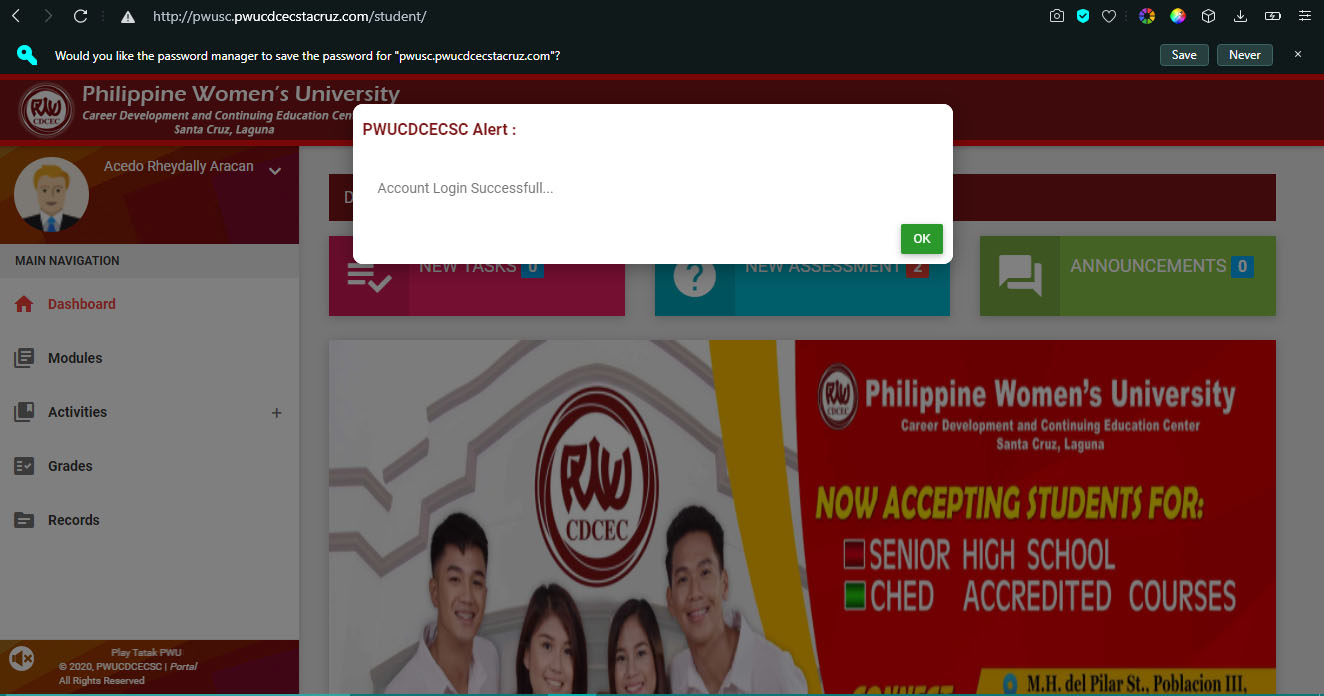 http://pwusc.pwucdcecstacruz.com/student/
Would you like the password manager to save the password for "pwusc.pwucdcecstacruz.com"?
Save
Never
Philippine Women's University
Career Development and Continuing Education Cen
Santa Cruz, Laguna
CDCEC
PWUCDCECSC Alert :
Account Login Successfull...
OK
Acedo Rheydally Aracan
MAIN NAVIGATION
Dashboard
Modules
Activities
Grades
Records
Play Tatak PWU
© 2020, PWUCDCECSC | Portal
All Rights Reserved
D
NEW TASKS 0
NEW ASSESSMENT 2
ANNOUNCEMENTS 0
CDCEC
CDCEC
Philippine Women's University
Career Development and Continuing Education Center
Santa Cruz, Laguna
NOW ACCEPTING STUDENTS FOR:
SENIOR HIGH SCHOOL
CHED ACCREDITED COURSES
CONNECT
M.H. del Pilar St., Poblacion III,